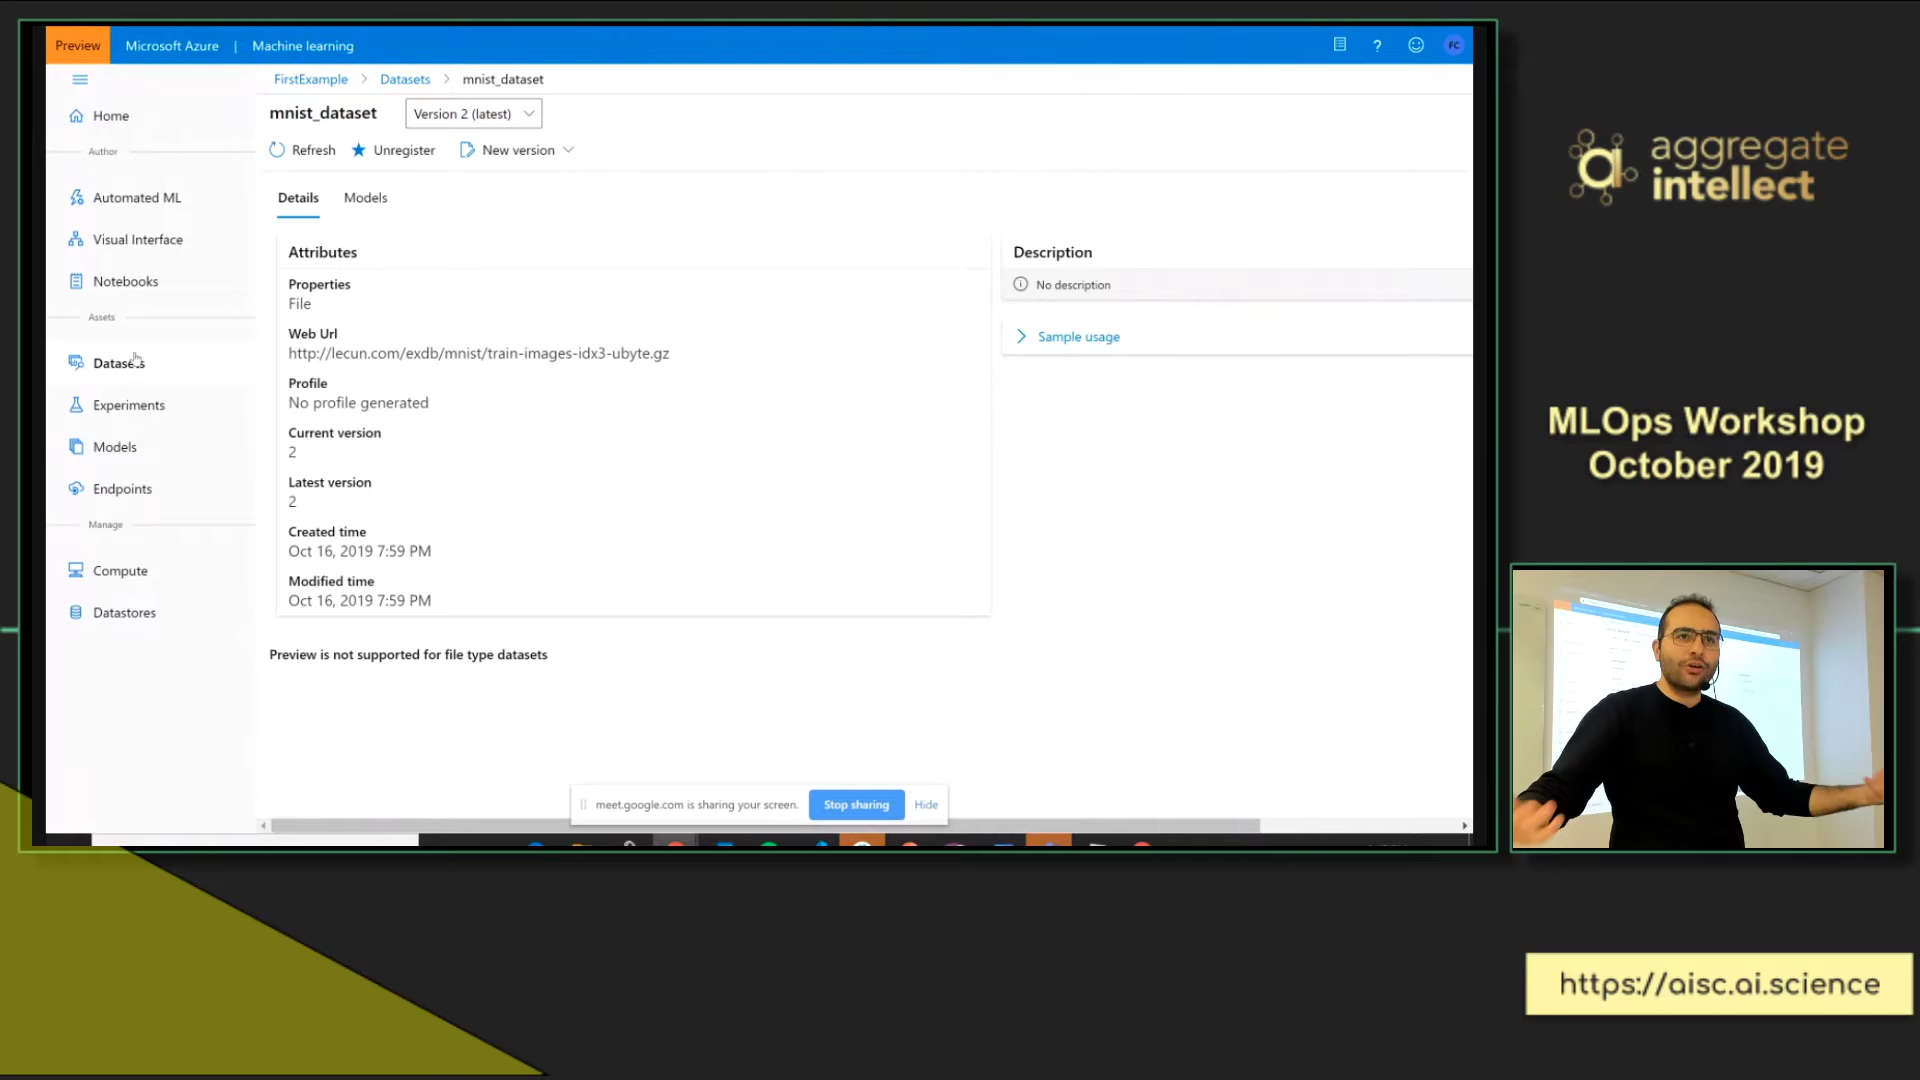 Preview
Microsoft Azure | Machine learning
?
FC
FirstExample > Datasets > mnist_dataset
mnist_dataset
Version 2 (latest)
Refresh
Unregister
New version
Home
Author
Automated ML
Visual Interface
Notebooks
Assets
Datasets
Experiments
Models
Endpoints
Manage
Compute
Datastores
Details
Models
Attributes
Properties
File
Web Url
http://lecun.com/exdb/mnist/train-images-idx3-ubyte.gz
Profile
No profile generated
Current version
2
Latest version
2
Created time
Oct 16, 2019 7:59 PM
Modified time
Oct 16, 2019 7:59 PM
Description
No description
Sample usage
Preview is not supported for file type datasets
meet.google.com is sharing your screen.
Stop sharing
Hide
ai
aggregate
intellect
MLOps Workshop
October 2019
https://aisc.ai.science